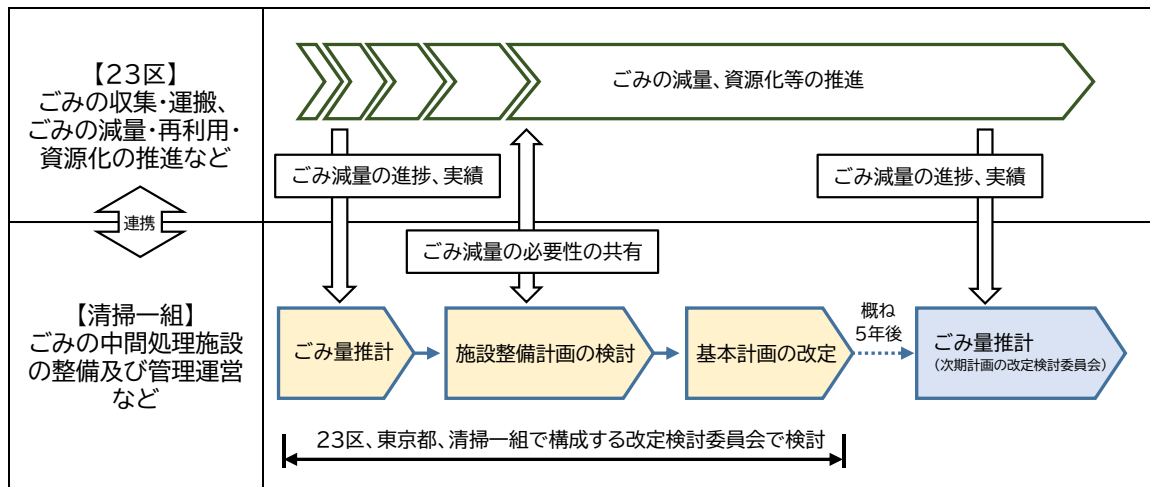 【23区】
ごみの収集・運搬、
ごみの減量・再利用・
資源化の推進など
ごみの減量、資源化等の推進
ごみ減量の進捗、実績
ごみ減量の進捗、実績
連携
ごみ減量の必要性の共有
【清掃一組】
ごみの中間処理施設
の整備及び管理運営
など
ごみ量推計
施設整備計画の検討
基本計画の改定
概ね
5年後
ごみ量推計
（次期計画の改定検討委員会）
23区、東京都、清掃一組で構成する改定検討委員会で検討